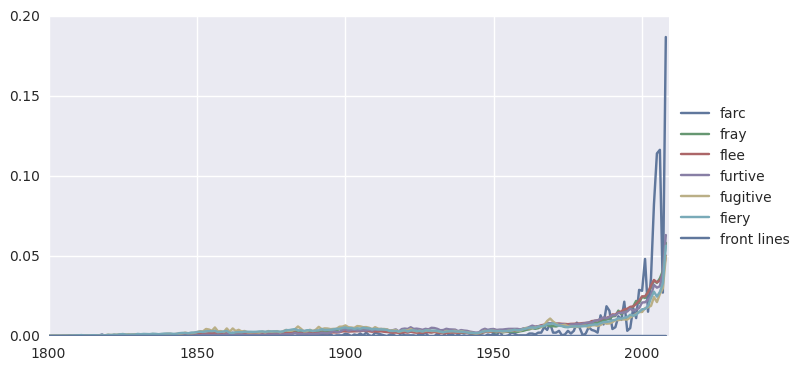 0.20
0.15
0.10
0.05
0.00
1800
1850
1900
1950
2000
farc
fray
flee
furtive
fugitive
fiery
front lines